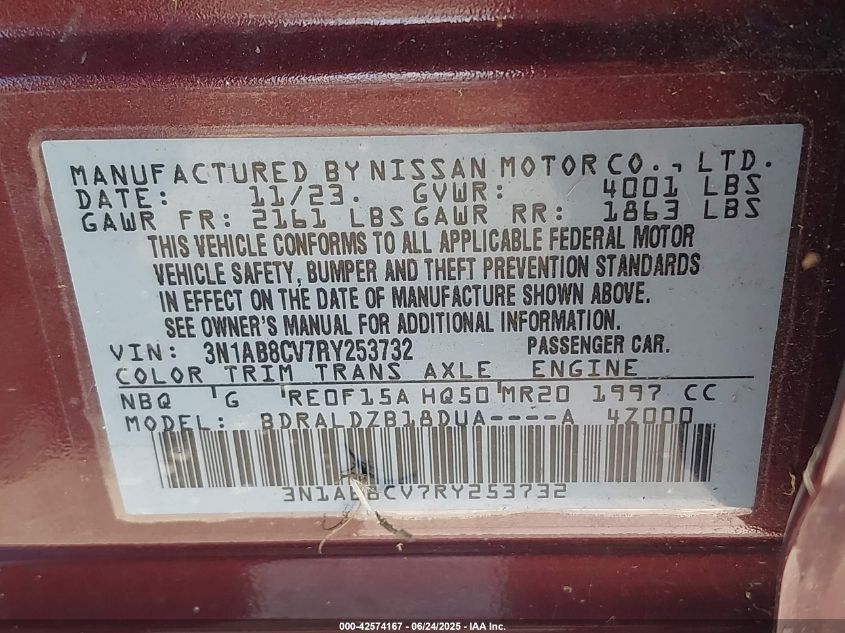 MANUFACTURED BY NISSAN MOTOR CO., LTD.
DATE: 11/23. GVWR: 4001 LBS
GAWR FR: 2161 LBS GAWR RR: 1863 LBS
THIS VEHICLE CONFORMS TO ALL APPLICABLE FEDERAL MOTOR
VEHICLE SAFETY, BUMPER AND THEFT PREVENTION STANDARDS
IN EFFECT ON THE DATE OF MANUFACTURE SHOWN ABOVE.
SEE OWNER'S MANUAL FOR ADDITIONAL INFORMATION.
VIN: 3N1AB8CV7RY253732 PASSENGER CAR.
COLOR TRIM TRANS AXLE ENGINE
NBQ G RE0F15A HQ50 MR20 1997 CC
MODEL: BDRALDZB18DUA----A 4Z000
3N1AB8CV7RY253732
000-42574167 - 06/24/2025 - IAA Inc.